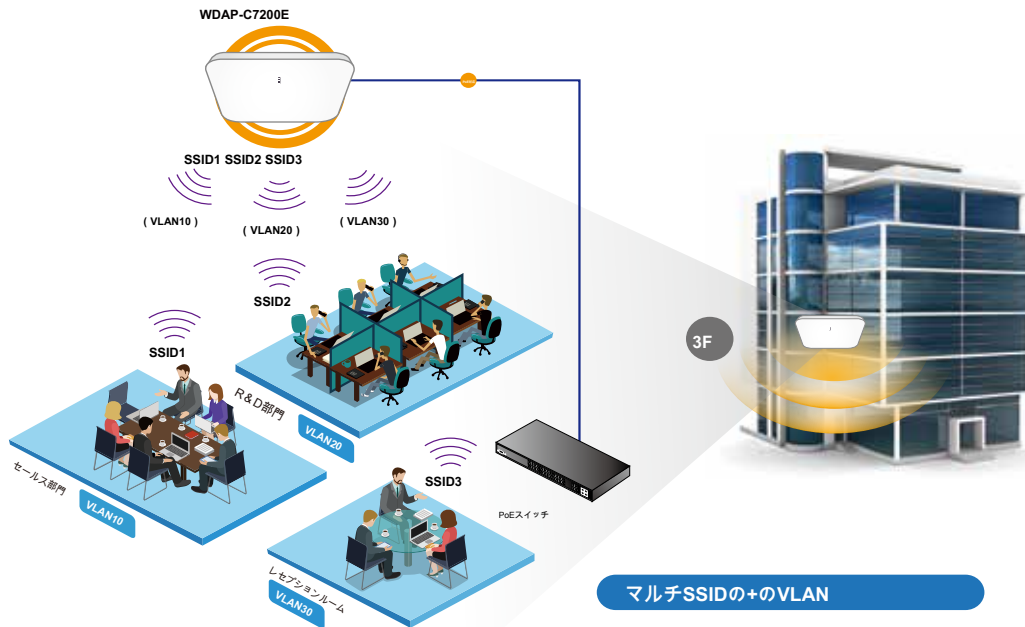 WDAP-C7200E
SSID1 SSID2 SSID3
( VLAN10 )
( VLAN20 )
( VLAN30 )
SSID2
SSID1
R&D部門
VLAN20
セールス部門
VLAN10
SSID3
レセプションルーム
VLAN30
PoEスイッチ
3F
マルチSSIDの+のVLAN